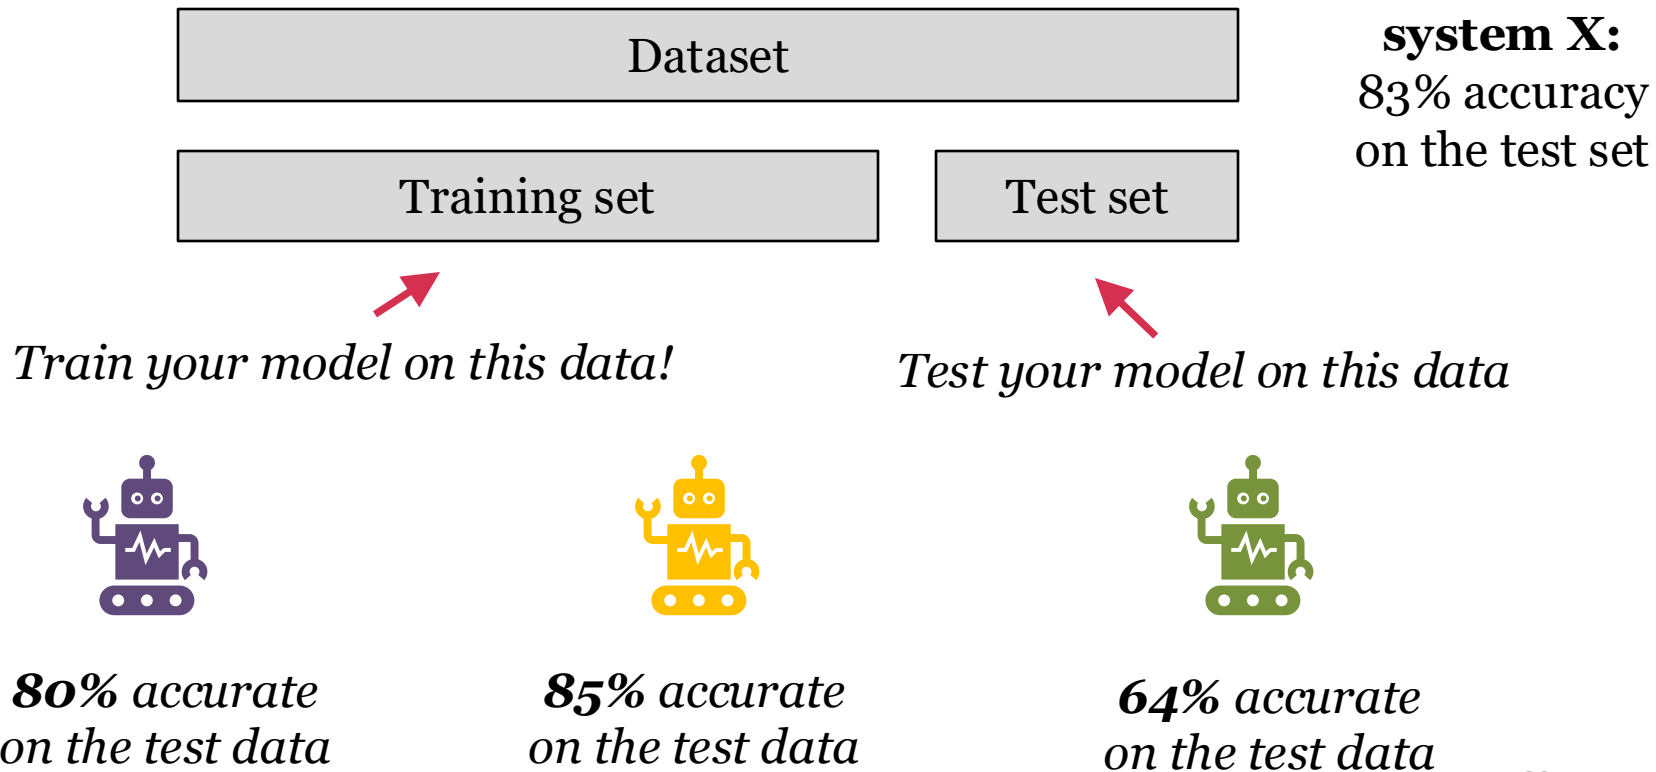 Dataset
system X:
83% accuracy
on the test set
Training set
Test set
Train your model on this data!
Test your model on this data
80% accurate
on the test data
85% accurate
on the test data
64% accurate
on the test data